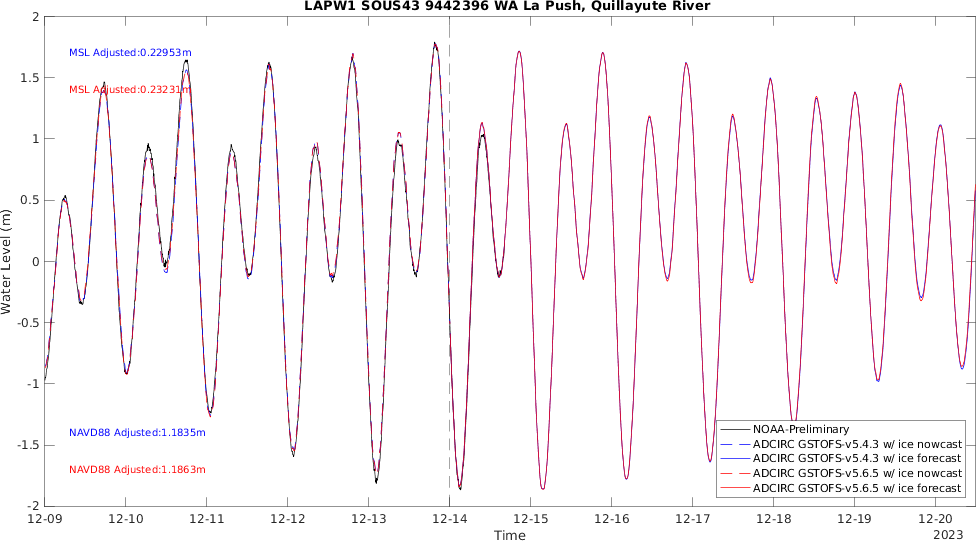 LAPW1 SOUS43 9442396 WA La Push, Quillayute River
Water Level (m)
2
1.5
1
0.5
0
-0.5
-1
-1.5
-2
MSL Adjusted:0.22953m
MSL Adjusted:0.23231m
NAVD88 Adjusted:1.1835m
NAVD88 Adjusted:1.1863m
NOAA-Preliminary
ADCIRC GSTOFS-v5.4.3 w/ ice nowcast
ADCIRC GSTOFS-v5.4.3 w/ ice forecast
ADCIRC GSTOFS-v5.6.5 w/ ice nowcast
ADCIRC GSTOFS-v5.6.5 w/ ice forecast
12-09 12-10 12-11 12-12 12-13 12-14 12-15 12-16 12-17 12-18 12-19 12-20
Time
2023